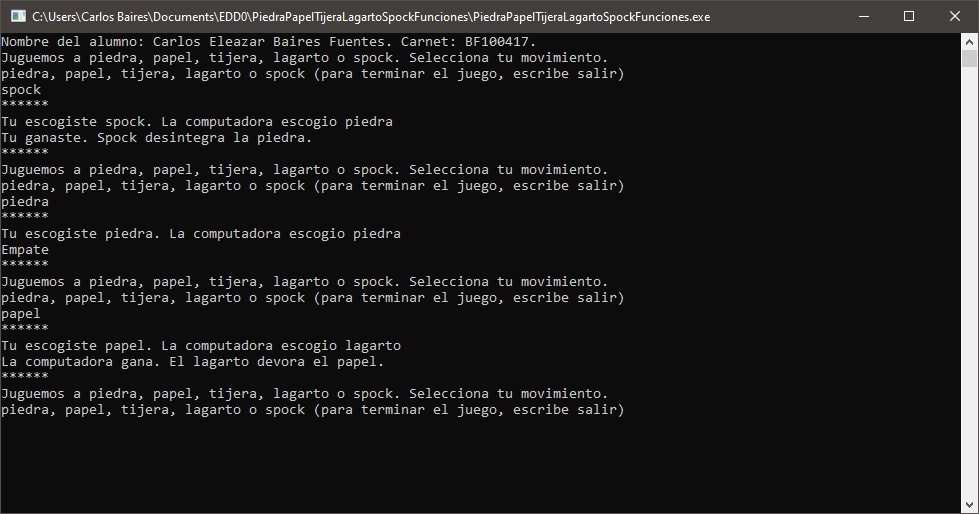 C:\Users\Carlos Baires\Documents\EDD0\PiedraPapelTijeraLagartoSpockFunciones\PiedraPapelTijeraLagartoSpockFunciones.exe
Nombre del alumno: Carlos Eleazar Baires Fuentes. Carnet: BF100417.
Juguemos a piedra, papel, tijera, lagarto o spock. Selecciona tu movimiento.
piedra, papel, tijera, lagarto o spock (para terminar el juego, escribe salir)
spock
******
Tu escogiste spock. La computadora escogio piedra
Tu ganaste. Spock desintegra la piedra.
******
Juguemos a piedra, papel, tijera, lagarto o spock. Selecciona tu movimiento.
piedra, papel, tijera, lagarto o spock (para terminar el juego, escribe salir)
piedra
******
Tu escogiste piedra. La computadora escogio piedra
Empate
******
Juguemos a piedra, papel, tijera, lagarto o spock. Selecciona tu movimiento.
piedra, papel, tijera, lagarto o spock (para terminar el juego, escribe salir)
papel
******
Tu escogiste papel. La computadora escogio lagarto
La computadora gana. El lagarto devora el papel.
******
Juguemos a piedra, papel, tijera, lagarto o spock. Selecciona tu movimiento.
piedra, papel, tijera, lagarto o spock (para terminar el juego, escribe salir)